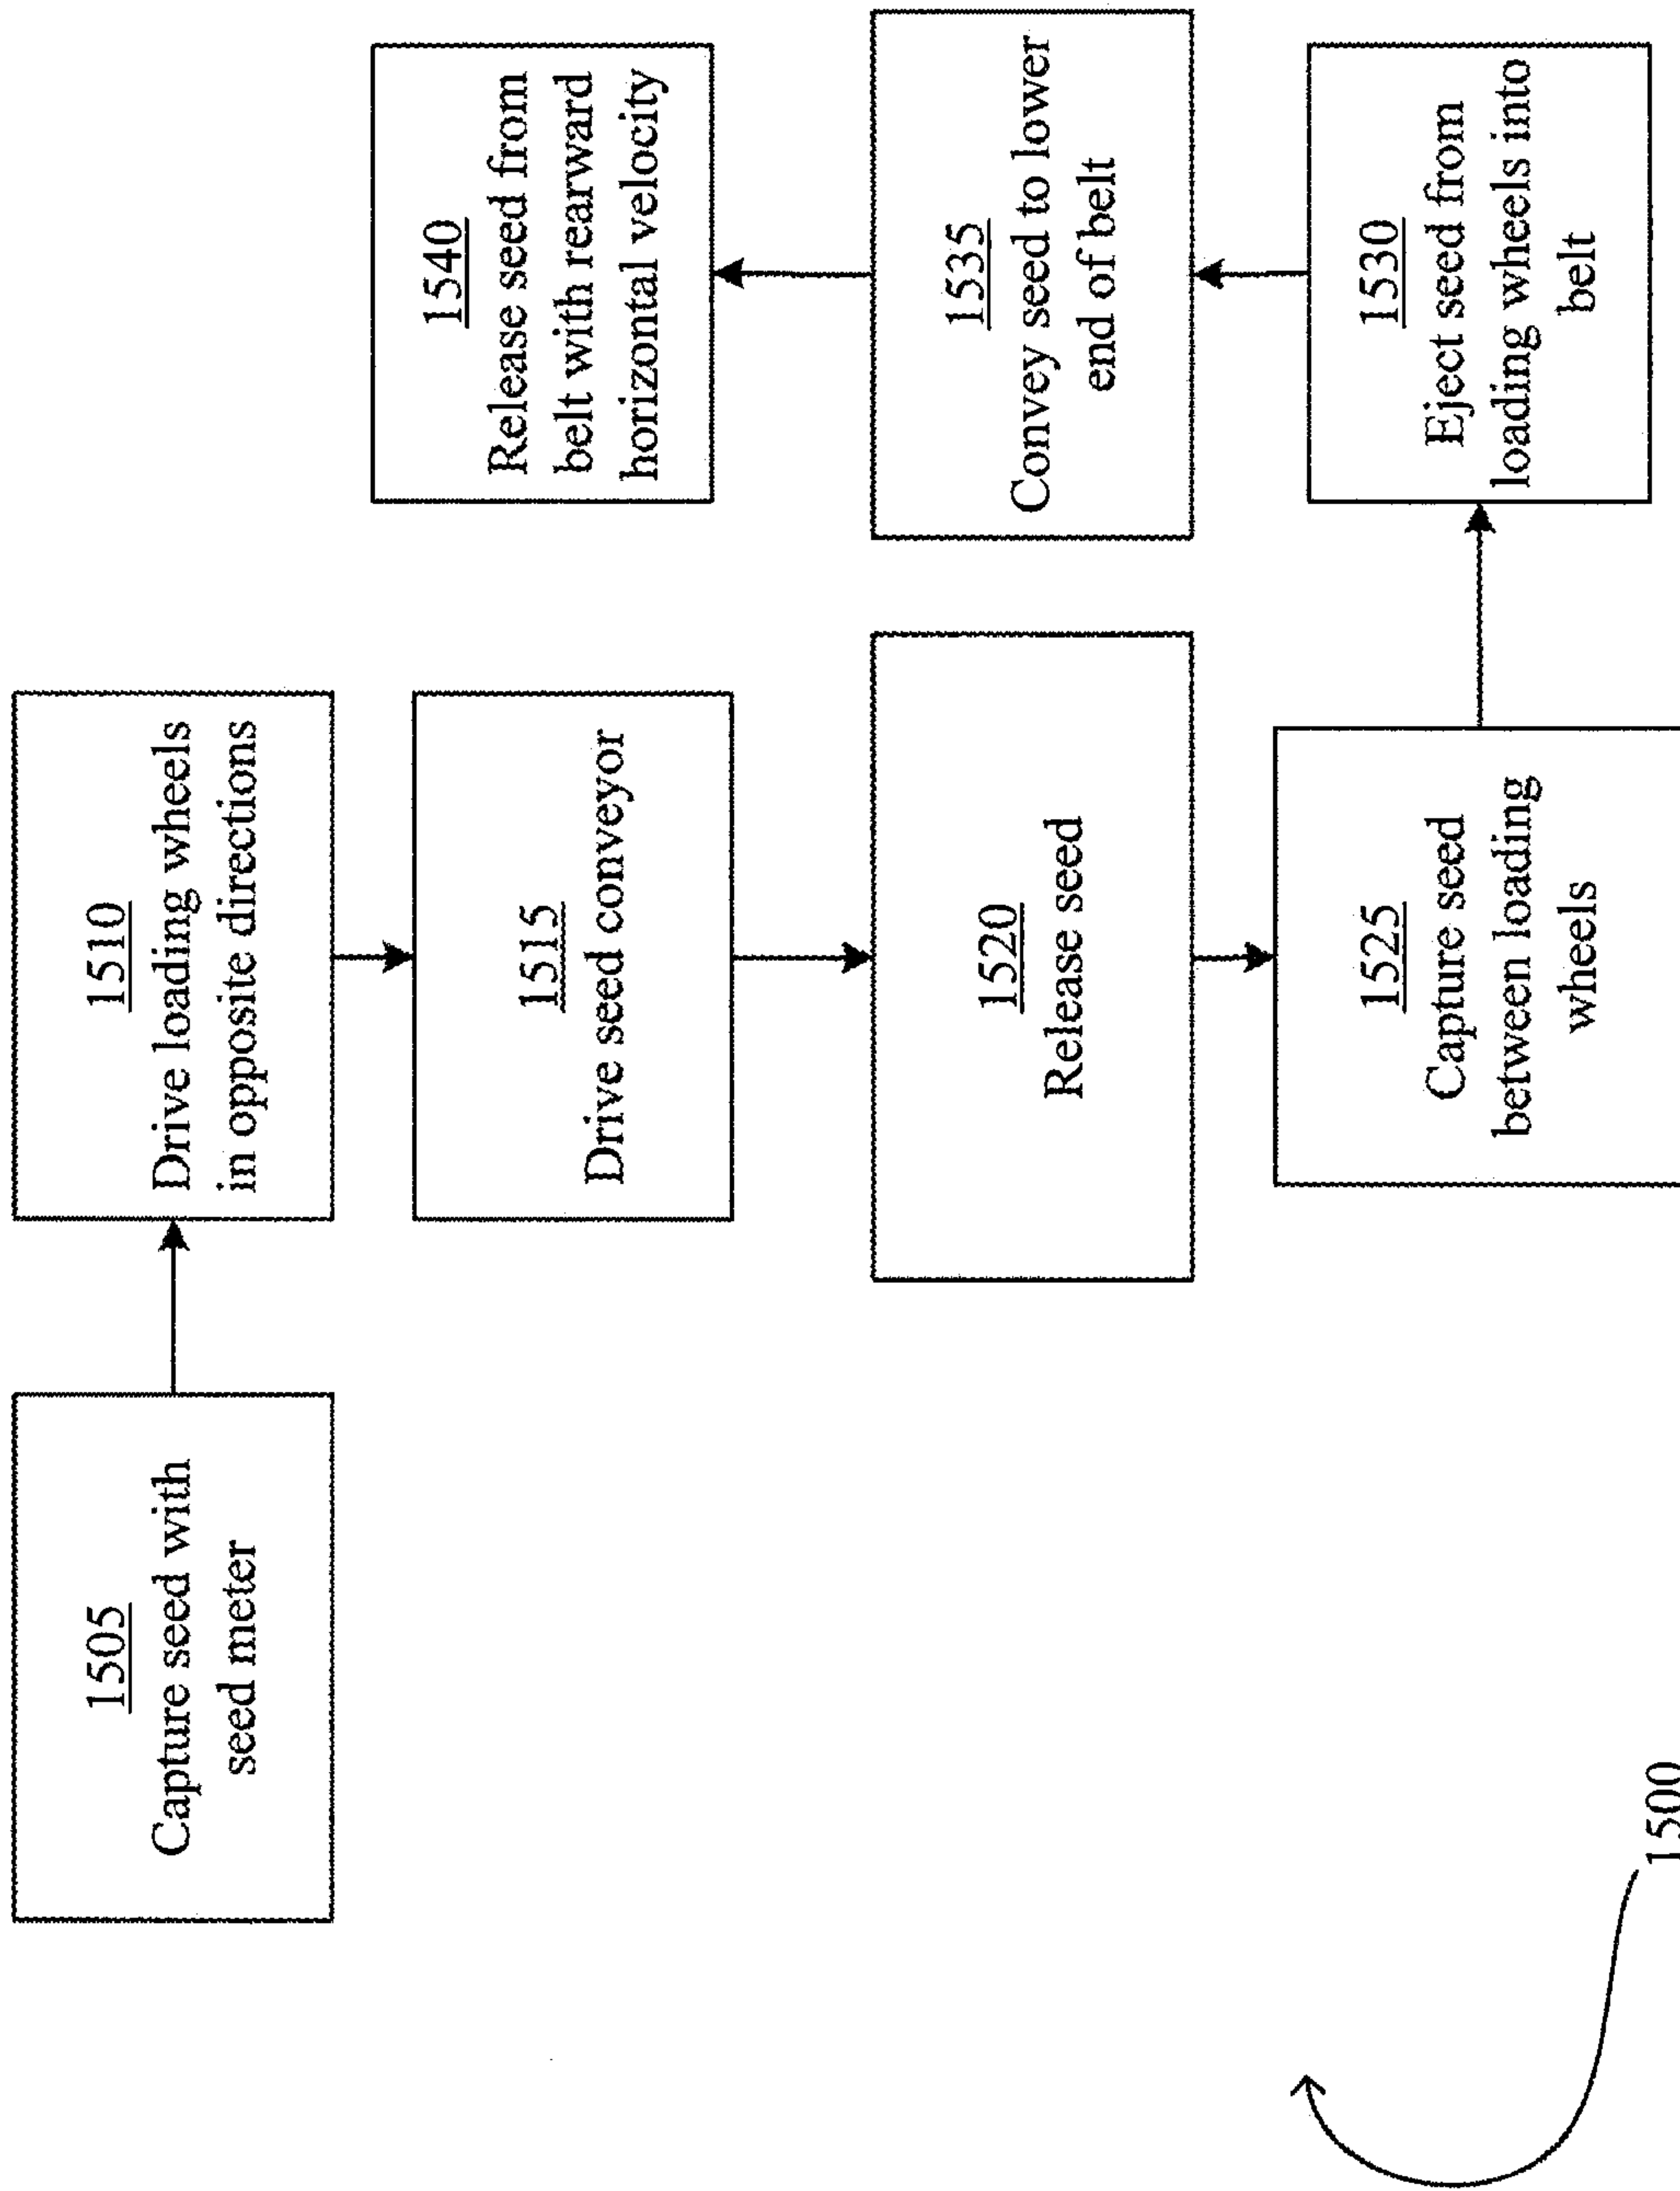 1505
Capture seed with
seed meter
1510
Drive loading wheels
in opposite directions
1515
Drive seed conveyor
1520
Release seed
1525
Capture seed
between loading
wheels
1530
Eject seed from
loading wheels into
belt
1535
Convey seed to lower
end of belt
1540
Release seed from
belt with rearward
horizontal velocity
1500